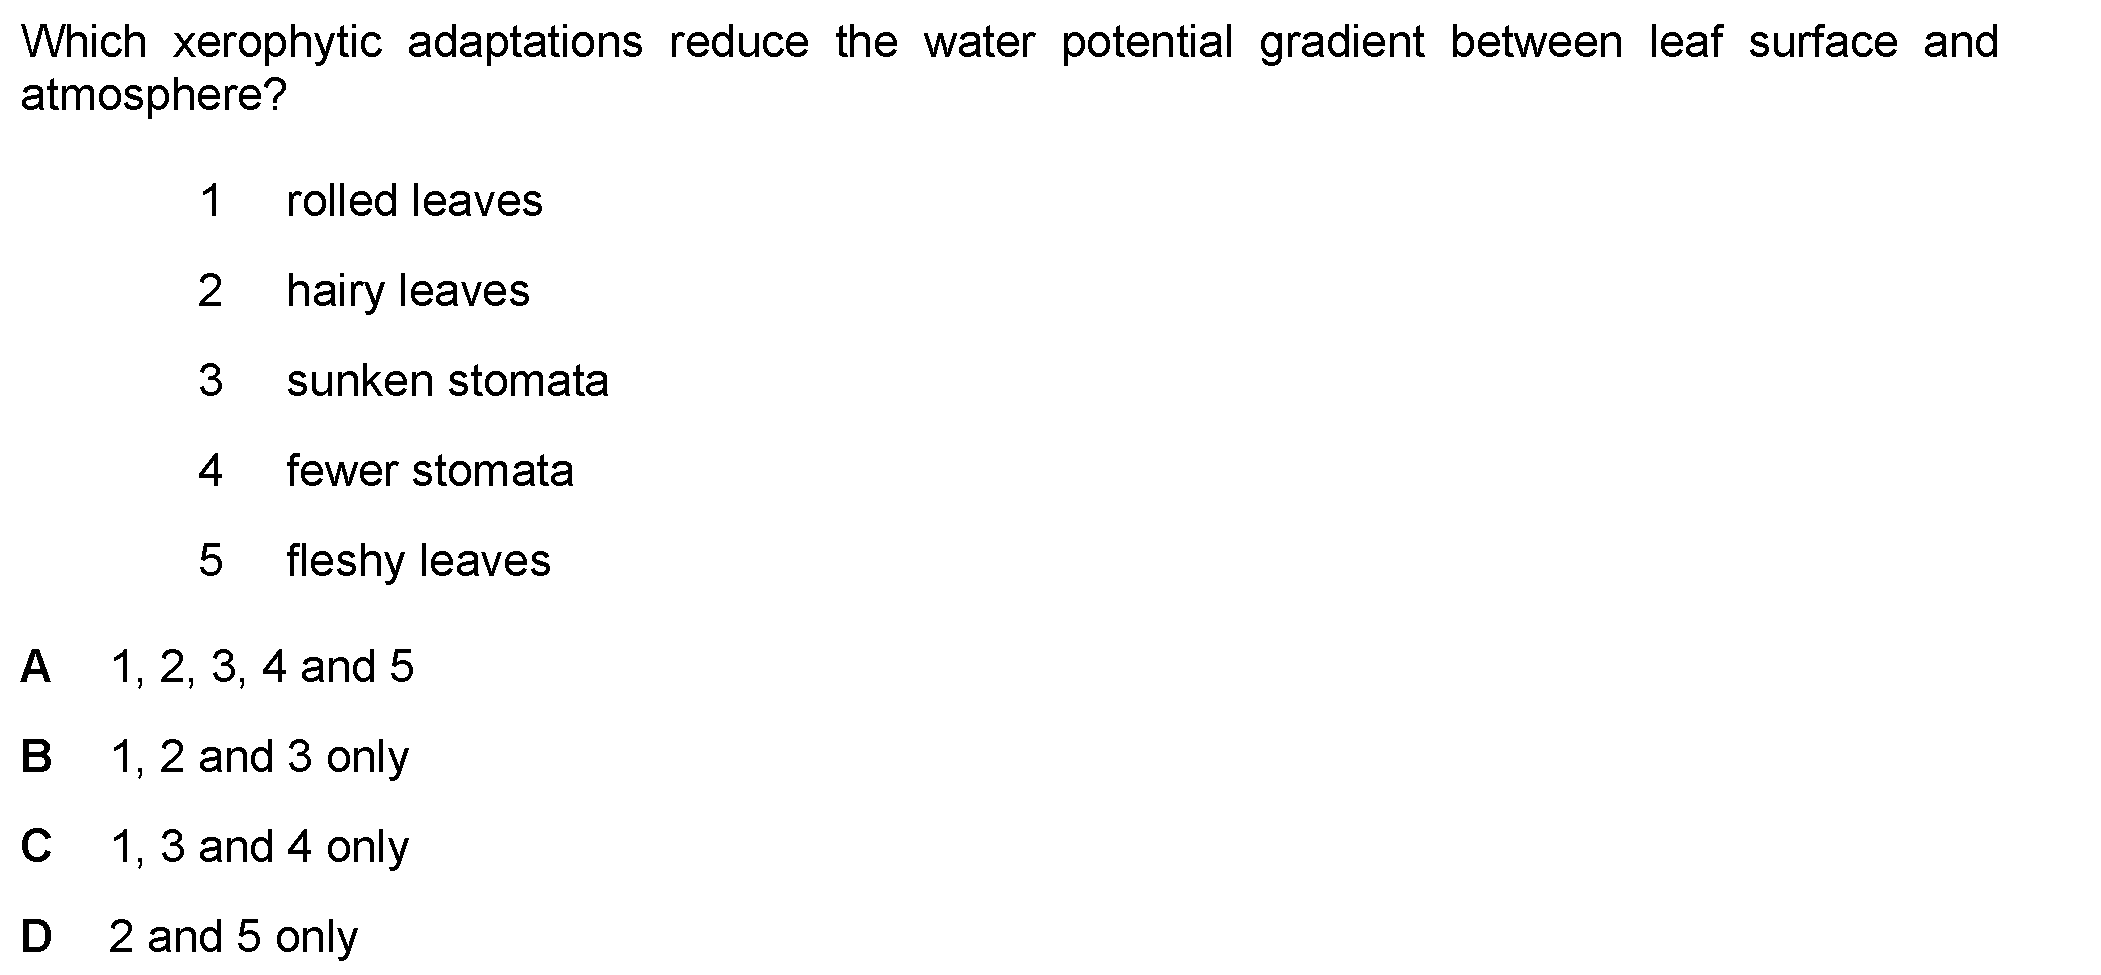 Which xerophytic adaptations reduce the water potential gradient between leaf surface and
atmosphere?
1 rolled leaves
2 hairy leaves
3 sunken stomata
4 fewer stomata
5 fleshy leaves
A 1, 2, 3, 4 and 5
B 1, 2 and 3 only
C 1, 3 and 4 only
D 2 and 5 only